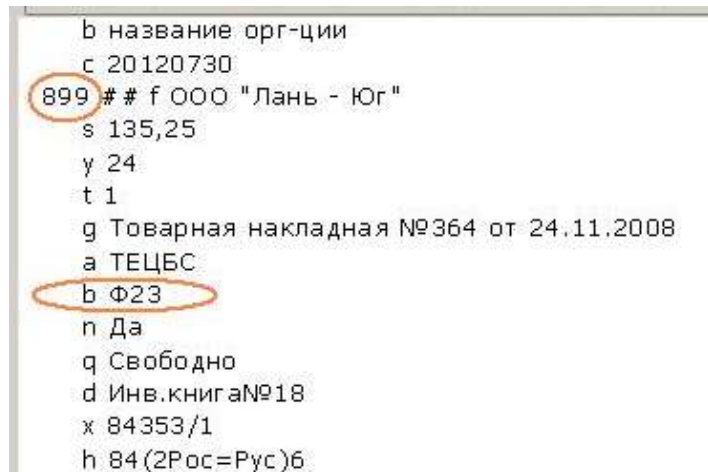 b название орг-ции
c 20120730
899 # # f ООО "Лань - Юг"
s 135,25
y 24
t 1
g Товарная накладная №364 от 24.11.2008
a ТЕЦБС
b Ф23
n Да
q Свободно
d Инв.книга№18
x 84353/1
h 84(2Рос=Рус)6